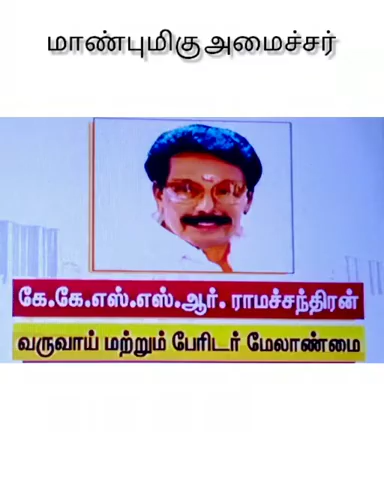 மாண்புமிகு அமைச்சர்
கே.கே.எஸ்.எஸ்.ஆர். ராமச்சந்திரன்
வருவாய் மற்றும் பேரிடர் மேலாண்மை